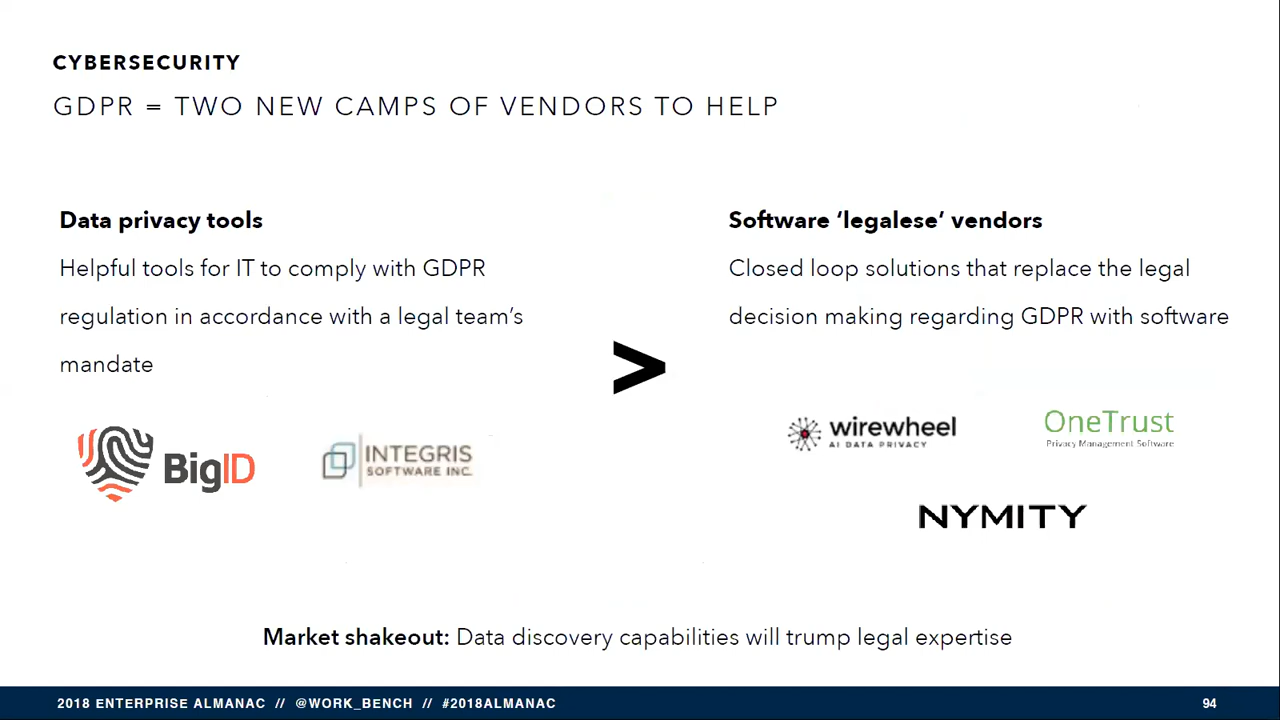 CYBERSECURITY
GDPR = TWO NEW CAMPS OF VENDORS TO HELP
Data privacy tools
Helpful tools for IT to comply with GDPR
regulation in accordance with a legal team’s
mandate
BigID
INTEGRIS
SOFTWARE INC.
>
Software ‘legalese’ vendors
Closed loop solutions that replace the legal
decision making regarding GDPR with software
wirewheel
AI DATA PRIVACY
OneTrust
Privacy Management Software
NYMITY
Market shakeout: Data discovery capabilities will trump legal expertise
2018 ENTERPRISE ALMANAC // @WORK_BENCH // #2018ALMANAC
94